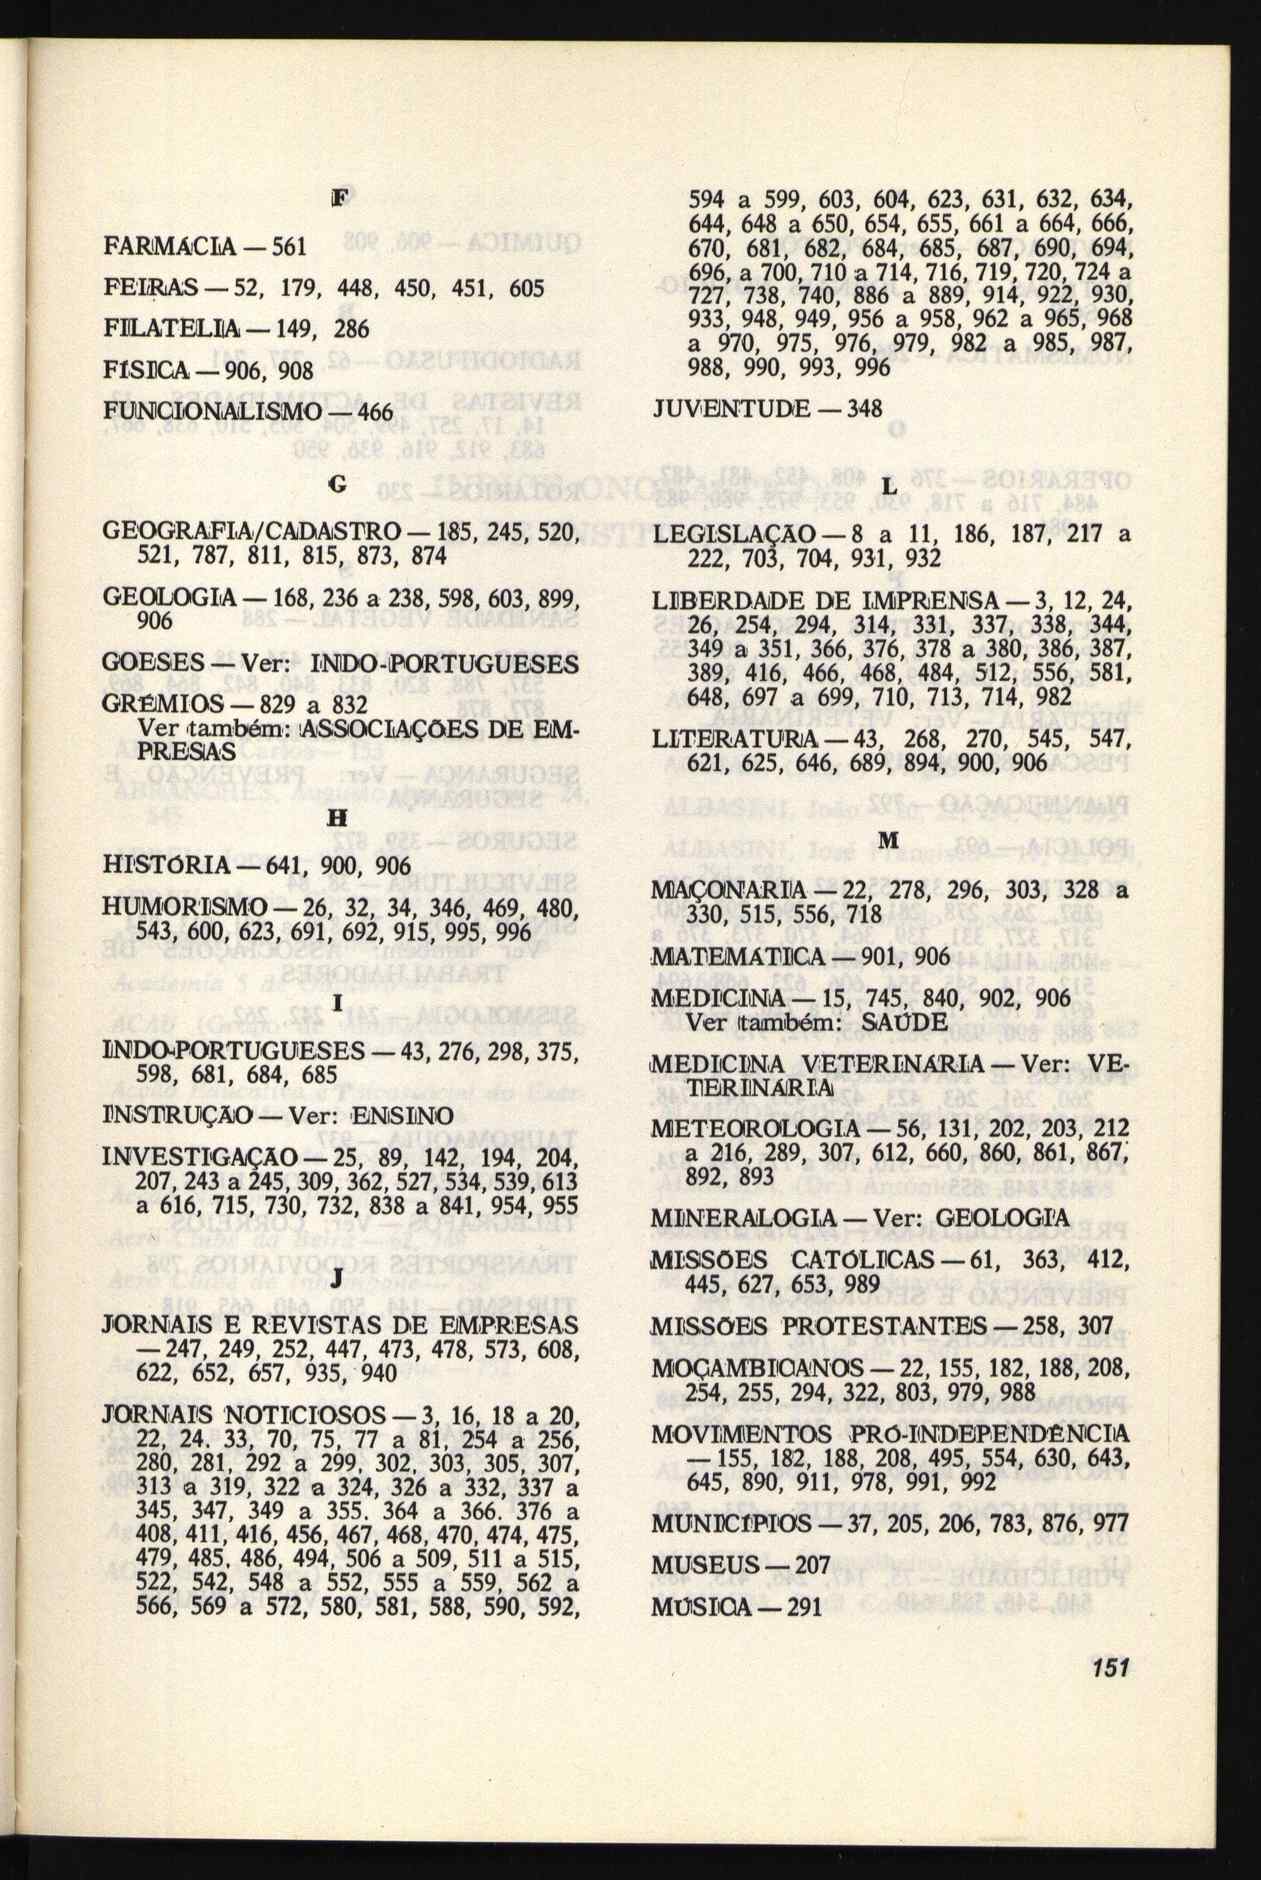 F
FARMÁCIA — 561
FEIRAS — 52, 179, 448, 450, 451, 605
FILATELIA — 149, 286
FÍSICA — 906, 908
FUNCIONALISMO — 466
G
GEOGRAFIA/CADASTRO — 185, 245, 520,
521, 787, 811, 815, 873, 874
GEOLOGIA — 168, 236 a 238, 598, 603, 899,
906
GOESES — Ver: INDO-PORTUGUESES
GRÉMIOS — 829 a 832
Ver também: ASSOCIAÇÕES DE EM-
PRESAS
H
HISTÓRIA — 641, 900, 906
HUMORISMO — 26, 32, 34, 346, 469, 480,
543, 600, 623, 691, 692, 915, 995, 996
I
INDO-PORTUGUESES — 43, 276, 298, 375,
598, 681, 684, 685
INSTRUÇÃO — Ver: ENSINO
INVESTIGAÇÃO — 25, 89, 142, 194, 204,
207, 243 a 245, 309, 362, 527, 534, 539, 613
a 616, 715, 730, 732, 838 a 841, 954, 955
J
JORNAIS E REVISTAS DE EMPRESAS
— 247, 249, 252, 447, 473, 478, 573, 608,
622, 652, 657, 935, 940
JORNAIS NOTICIOSOS — 3, 16, 18 a 20,
22, 24. 33, 70, 75, 77 a 81, 254 a 256,
280, 281, 292 a 299, 302, 303, 305, 307,
313 a 319, 322 a 324, 326 a 332, 337 a
345, 347, 349 a 355. 364 a 366. 376 a
408, 411, 416, 456, 467, 468, 470, 474, 475,
479, 485, 486, 494, 506 a 509, 511 a 515,
522, 542, 548 a 552, 555 a 559, 562 a
566, 569 a 572, 580, 581, 588, 590, 592,
594 a 599, 603, 604, 623, 631, 632, 634,
644, 648 a 650, 654, 655, 661 a 664, 666,
670, 681, 682, 684, 685, 687, 690, 694,
696, a 700, 710 a 714, 716, 719, 720, 724 a
727, 738, 740, 886 a 889, 914, 922, 930,
933, 948, 949, 956 a 958, 962 a 965, 968
a 970, 975, 976, 979, 982 a 985, 987,
988, 990, 993, 996
JUVENTUDE — 348
L
LEGISLAÇÃO — 8 a 11, 186, 187, 217 a
222, 703, 704, 931, 932
LIBERDADE DE IMPRENSA — 3, 12, 24,
26, 254, 294, 314, 331, 337, 338, 344,
349 a 351, 366, 376, 378 a 380, 386, 387,
389, 416, 466, 468, 484, 512, 556, 581,
648, 697 a 699, 710, 713, 714, 982
LITERATURA — 43, 268, 270, 545, 547,
621, 625, 646, 689, 894, 900, 906
M
MAÇONARIA — 22, 278, 296, 303, 328 a
330, 515, 556, 718
MATEMÁTICA — 901, 906
MEDICINA — 15, 745, 840, 902, 906
Ver também: SAÚDE
MEDICINA VETERINÁRIA — Ver: VE-
TERINÁRIA
METEOROLOGIA — 56, 131, 202, 203, 212
a 216, 289, 307, 612, 660, 860, 861, 867,
892, 893
MINERALOGIA — Ver: GEOLOGIA
MISSÕES CATÓLICAS — 61, 363, 412,
445, 627, 653, 989
MISSÕES PROTESTANTES — 258, 307
MOÇAMBICANOS — 22, 155, 182, 188, 208,
254, 255, 294, 322, 803, 979, 988
MOVIMENTOS PRÓ-INDEPENDÊNCIA
— 155, 182, 188, 208, 495, 554, 630, 643,
645, 890, 911, 978, 991, 992
MUNICÍPIOS — 37, 205, 206, 783, 876, 977
MUSEUS — 207
MÚSICA — 291
151